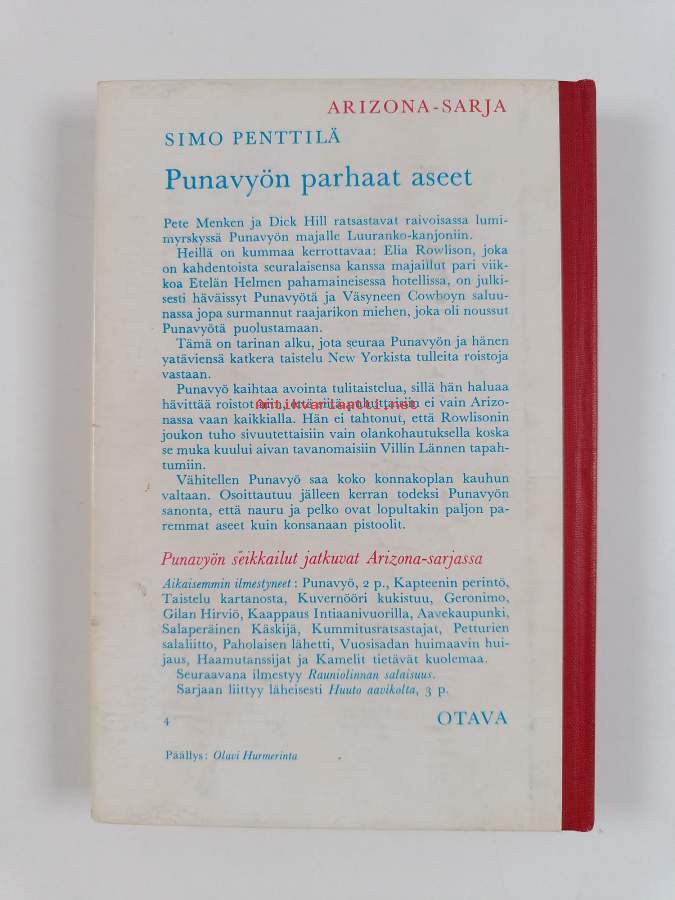 ARIZONA-SARJA
SIMO PENTTILÄ
Punavyön parhaat aseet
Pete Menken ja Dick Hill ratsastavat raivoisassa lumi-
myrskyssä Punavyön majalle Luuranko-kanjoniin.
Heillä on kummaa kerrottavaa: Elia Rowlison, joka
on kahdentoista seuralaisensa kanssa majaillut pari viik-
koa Etelän Helmen pahamaineisessa hotellissa, on julki-
sesti häväissyt Punavyötä ja Väsyneen Cowboyn saluu-
nassa jopa surmannut raajarikon miehen, joka oli noussut
Punavyötä puolustamaan.
Tämä on tarinan alku, jota seuraa Punavyön ja hänen
yatäviensä katkera taistelu New Yorkista tulleita roistoja
vastaan.
Punavyö kaihtaa avointa tulitaistelua, sillä hän haluaa
hävittää roistot niin, että siitä puhuttaisiin ei vain Arizo-
nassa vaan kaikkialla. Hän ei tahtonut, että Rowlisonin
joukon tuho sivuutettaisiin vain olankohautuksella koska
se muka kuului aivan tavanomaisiin Villin Lännen tapah-
tumiin.
Vähitellen Punavyö saa koko konnakoplan kauhun
valtaan. Osoittautuu jälleen kerran todeksi Punavyön
sanonta, että nauru ja pelko ovat lopultakin paljon pa-
remmat aseet kuin konsanaan pistoolit.
Punavyön seikkailut jatkuvat Arizona-sarjassa
Aikaisemmin ilmestyneet: Punavyö, 2 p., Kapteenin perintö,
Taistelu kartanosta, Kuvernööri kukistuu, Geronimo,
Gilan Hirviö, Kaappaus Intiaanivuorilla, Aavekaupunki,
Salaperäinen Käskijä, Kummitusratsastajat, Petturien
salaliitto, Paholaisen lähetti, Vuosisadan huimaavin hui-
jaus, Haamutanssijat ja Kamelit tietävät kuolemaa.
Seuraavana ilmestyy Rauniolinnan salaisuus.
Sarjaan liittyy läheisesti Huuto aavikolta, 3 p.
4 OTAVA
Päällys: Olavi Hurmerinta